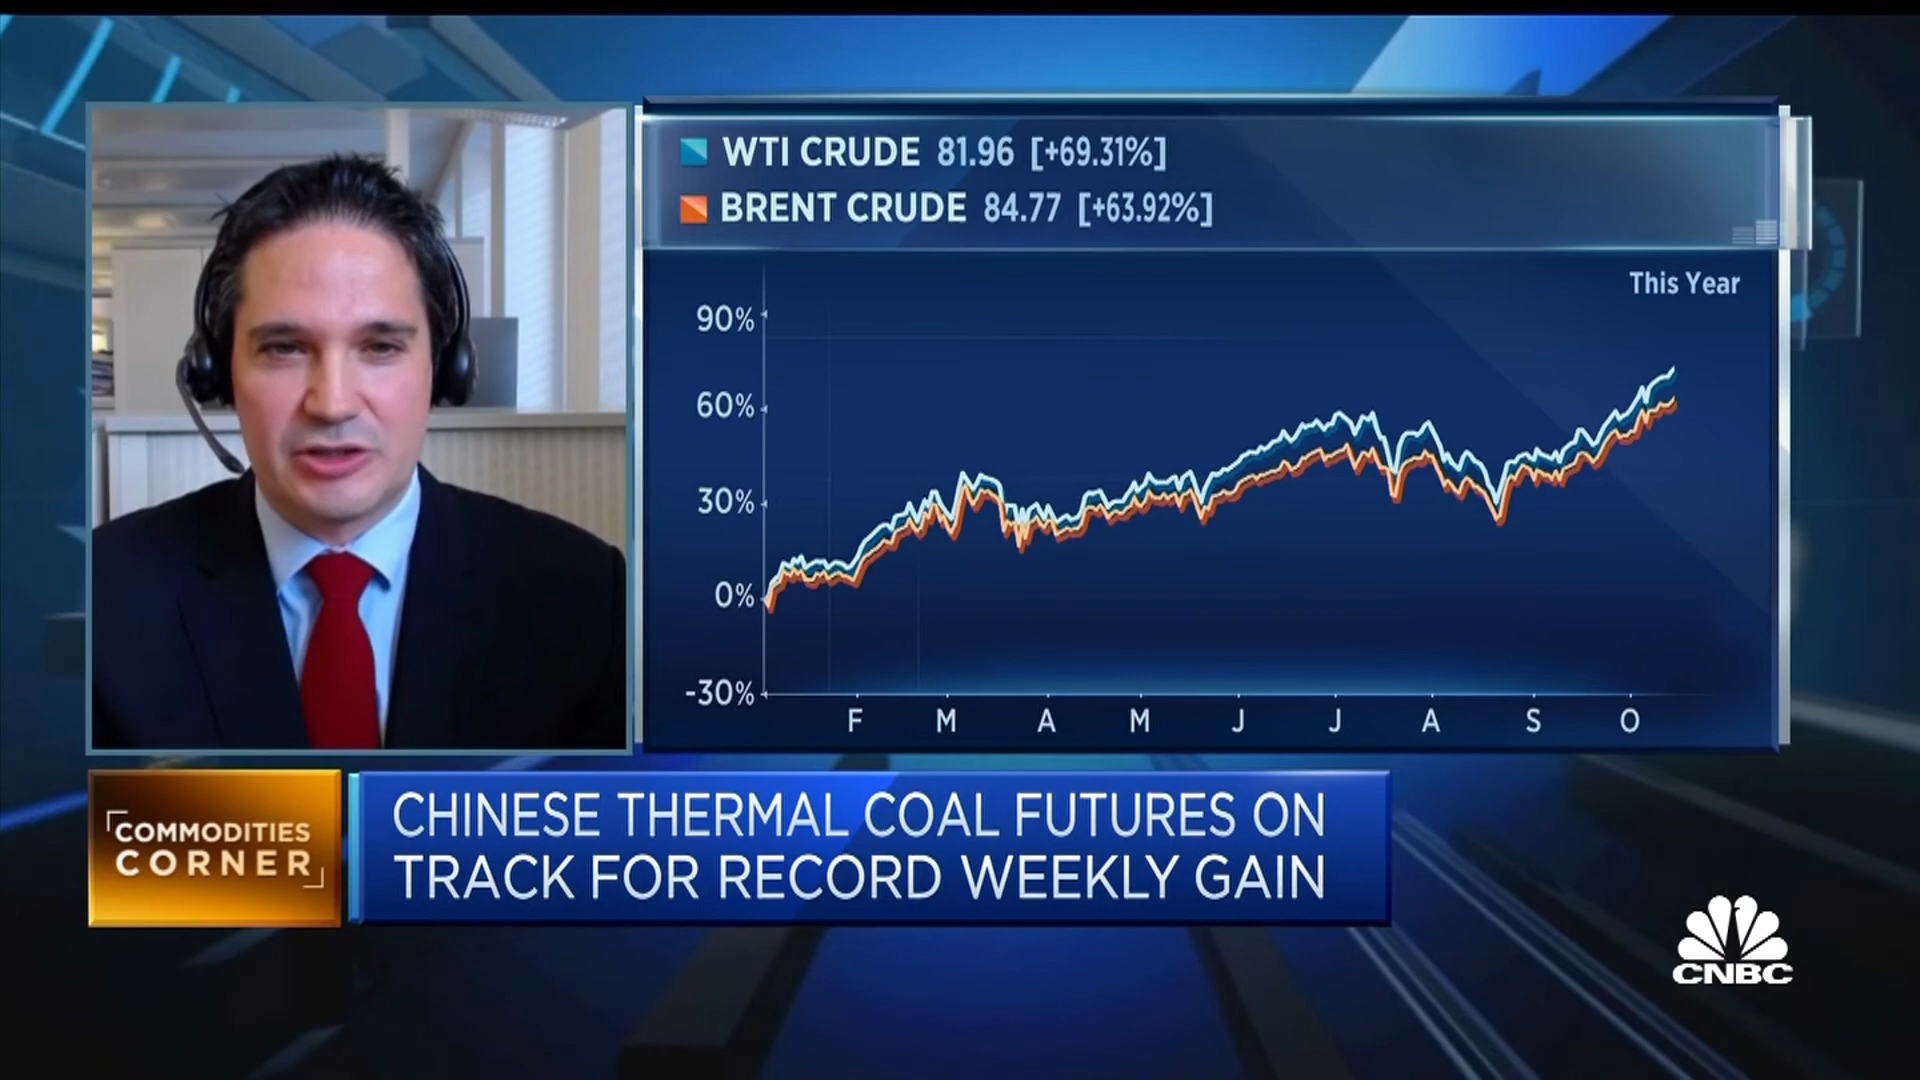 WTI CRUDE 81.96 [+69.31%]
BRENT CRUDE 84.77 [+63.92%]
This Year
90%
60%
30%
0%
-30%
F M A M J J A S O
COMMODITIES
CORNER
CHINESE THERMAL COAL FUTURES ON
TRACK FOR RECORD WEEKLY GAIN
CNBC